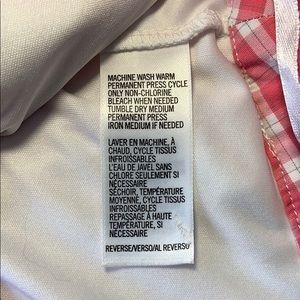 MACHINE WASH WARM
PERMANENT PRESS CYCLE
ONLY NON-CHLORINE
BLEACH WHEN NEEDED
TUMBLE DRY MEDIUM
PERMANENT PRESS
IRON MEDIUM IF NEEDED
LAVER EN MACHINE, À
CHAUD, CYCLE TISSUS
INFROISSABLES
L'EAU DE JAVEL SANS
CHLORE SEULEMENT SI
NÉCESSAIRE
SÉCHOIR, TEMPÉRATURE
MOYENNE, CYCLE TISSUS
INFROISSABLES
REPASSAGE À HAUTE
TEMPÉRATURE, SI
NÉCESSAIRE
REVERSE/VERSO/AL REVERSO